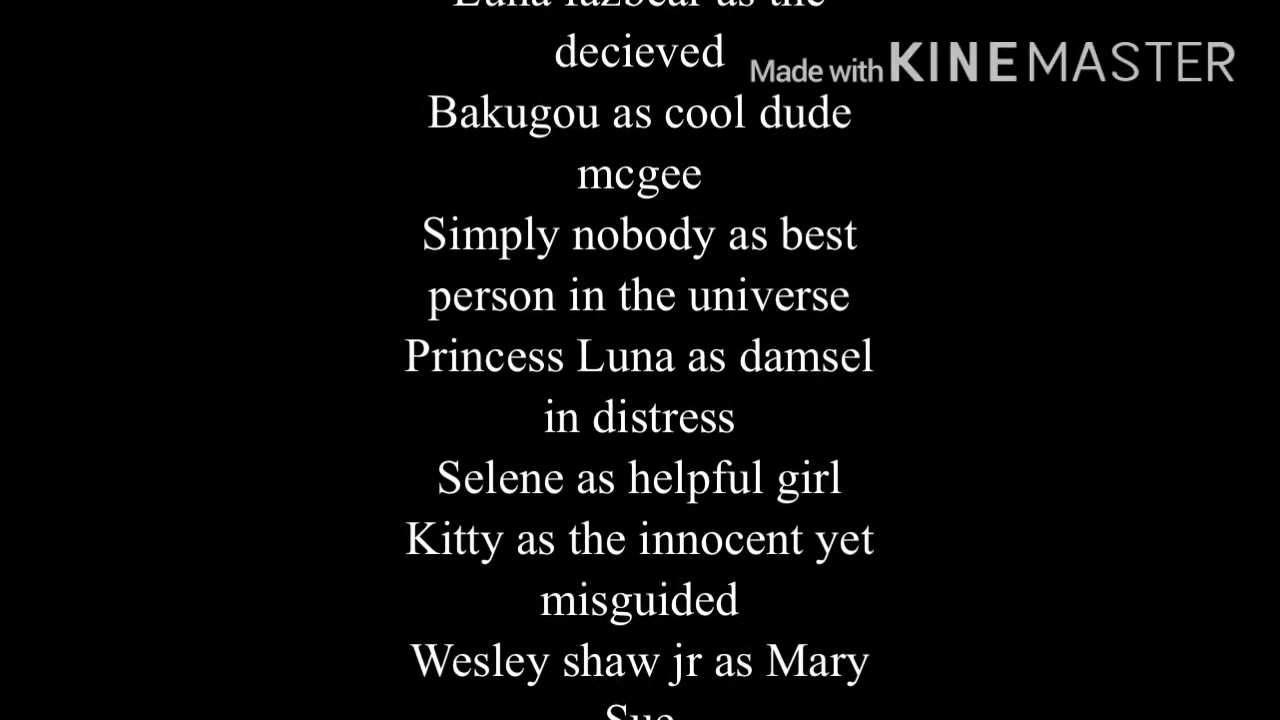 Luna fazbear as the
decieved
Made with KINEMASTER
Bakugou as cool dude
mcgee
Simply nobody as best
person in the universe
Princess Luna as damsel
in distress
Selene as helpful girl
Kitty as the innocent yet
misguided
Wesley shaw jr as Mary
Sue